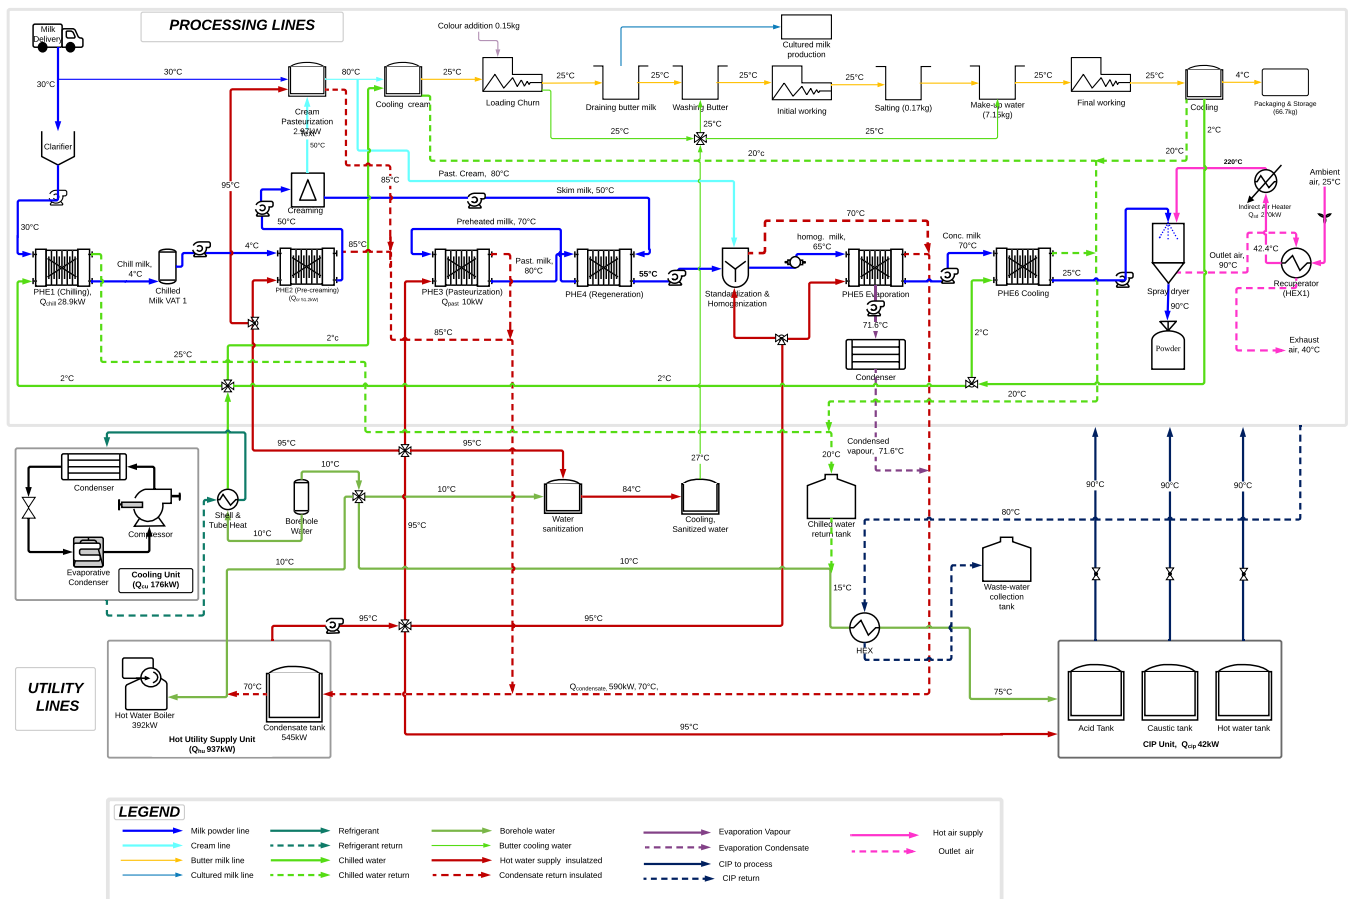 PROCESSING LINES
Milk
Delivery
Colour addition 0.15kg
Cultured milk
production
30°C
30°C
80°C
25°C
25°C
25°C
25°C
25°C
25°C
4°C
Cooling cream
Loading Churn
Draining butter milk
Washing Butter
Initial working
Salting (0.17kg)
Make-up water
(7.15kg)
Final working
Cooling
Packaging & Storage
(66.7kg)
Cream
Pasteurization
Text
50°C
25°C
25°C
25°C
2°C
20°c
20°C
220°C
Clarifier
95°C
85°C
Past. Cream, 80°C
Ambient
air, 25°C
Creaming
Skim milk, 50°C
Indirect Air Heater
30°C
50°C
Preheated millk, 70°C
70°C
Chill milk,
4°C
4°C
85°C
Past. milk,
80°C
55°C
homog. milk,
65°C
Conc. milk
70°C
25°C
Outlet air,
90°C
42.4°C
PHE1 (Chilling),
Qchill 28.9kW
Chilled
Milk VAT 1
PHE2 (Pre-creaming)
PHE3 (Pasteurization)
Qpast 10kW
PHE4 (Regeneration)
Standardization &
Homogenization
PHE5 Evaporation
PHE6 Cooling
Spray dryer
Recuperator
(HEX1)
90°C
71.6°C
85°C
2°c
2°C
Powder
Exhaust
air, 40°C
25°C
Condenser
2°C
2°C
20°C
95°C
95°C
Condensed
vapour, 71.6°C
20°C
27°C
10°C
10°C
84°C
90°C
90°C
90°C
Condenser
Compressor
Evaporative
Condenser
Cooling Unit
(Qcu 176kW)
Shell &
Tube Heat
10°C
Borehole
Water
95°C
Water
sanitization
Cooling,
Sanitized water
Chilled water
return tank
80°C
10°C
10°C
15°C
Waste-water
collection
tank
95°C
95°C
HEX
UTILITY
LINES
Hot Water Boiler
392kW
70°C
Condensate tank
545kW
Hot Utility Supply Unit
(Qhu 937kW)
Qcondensate, 590kW, 70°C,
75°C
95°C
Acid Tank
Caustic tank
Hot water tank
CIP Unit, Qcip 42kW
LEGEND
Milk powder line
Cream line
Butter milk line
Cultured milk line
Refrigerant
Refrigerant return
Chilled water
Chilled water return
Borehole water
Butter cooling water
Hot water supply insulatzed
Condensate return insulated
Evaporation Vapour
Evaporation Condensate
CIP to process
CIP return
Hot air supply
Outlet air